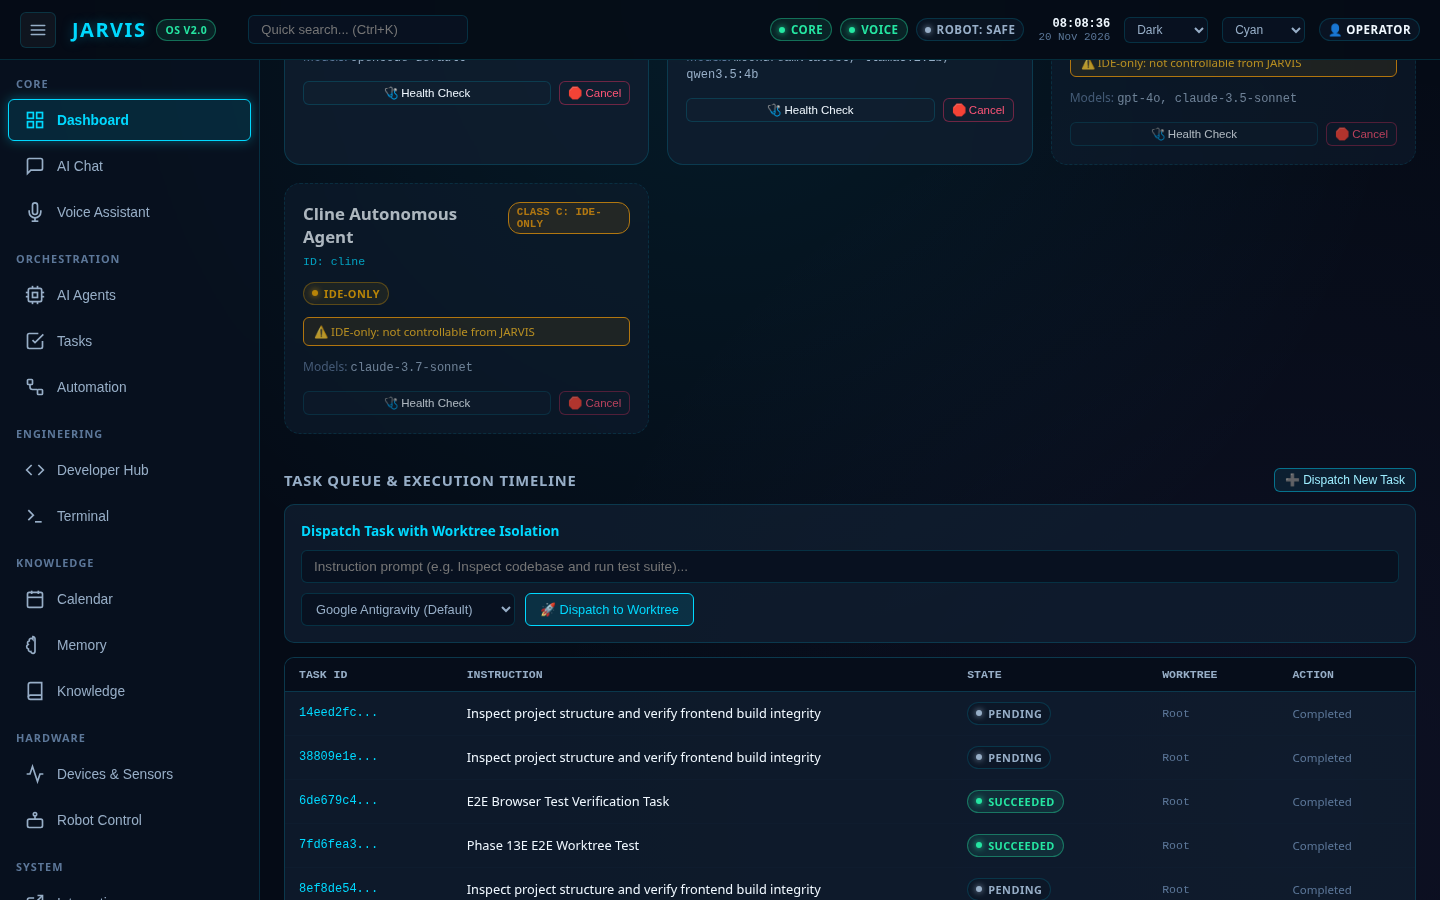 JARVIS
OS V2.0
Quick search... (Ctrl+K)
CORE
VOICE
ROBOT: SAFE
08:08:36
20 Nov 2026
Dark
Cyan
👤 OPERATOR
CORE
Dashboard
AI Chat
Voice Assistant
ORCHESTRATION
AI Agents
Tasks
Automation
ENGINEERING
Developer Hub
Terminal
KNOWLEDGE
Calendar
Memory
Knowledge
HARDWARE
Devices & Sensors
Robot Control
SYSTEM
🩺 Health Check
🛑 Cancel
qwen3.5:4b
🩺 Health Check
🛑 Cancel
⚠️ IDE-only: not controllable from JARVIS
Models: gpt-4o, claude-3.5-sonnet
🩺 Health Check
🛑 Cancel
Cline Autonomous
Agent
CLASS C: IDE-
ONLY
ID: cline
IDE-ONLY
⚠️ IDE-only: not controllable from JARVIS
Models: claude-3.7-sonnet
🩺 Health Check
🛑 Cancel
TASK QUEUE & EXECUTION TIMELINE
➕ Dispatch New Task
Dispatch Task with Worktree Isolation
Instruction prompt (e.g. Inspect codebase and run test suite)...
Google Antigravity (Default)
🚀 Dispatch to Worktree
TASK ID INSTRUCTION STATE WORKTREE ACTION
14eed2fc... Inspect project structure and verify frontend build integrity PENDING Root Completed
38809e1e... Inspect project structure and verify frontend build integrity PENDING Root Completed
6de679c4... E2E Browser Test Verification Task SUCCEEDED Root Completed
7fd6fea3... Phase 13E E2E Worktree Test SUCCEEDED Root Completed
8ef8de54... Inspect project structure and verify frontend build integrity PENDING Root Completed